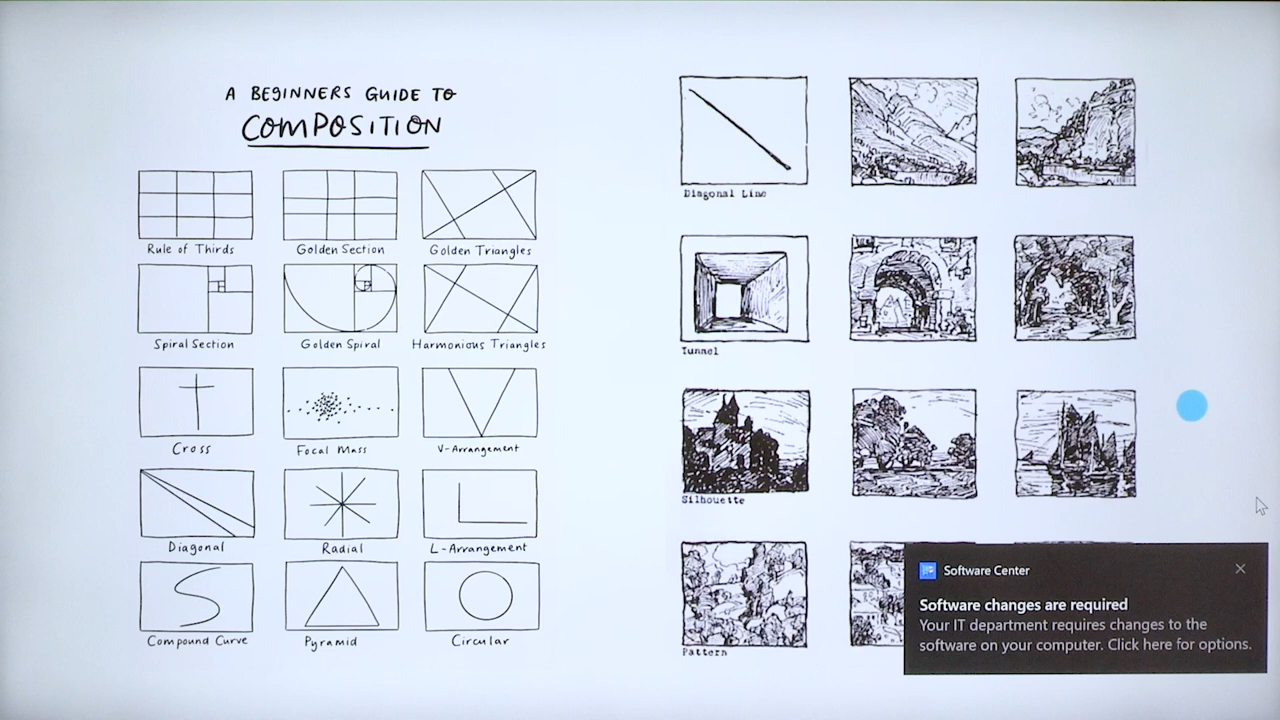 A BEGINNERS GUIDE TO
COMPOSITION
Rule of Thirds
Golden Section
Golden Triangles
Spiral Section
Golden Spiral
Harmonious Triangles
Cross
Focal Mass
V-Arrangement
Diagonal
Radial
L-Arrangement
Compound Curve
Pyramid
Circular
Diagonal Line
Tunnel
Silhouette
Pattern
Software Center
Software changes are required
Your IT department requires changes to the
software on your computer. Click here for options.